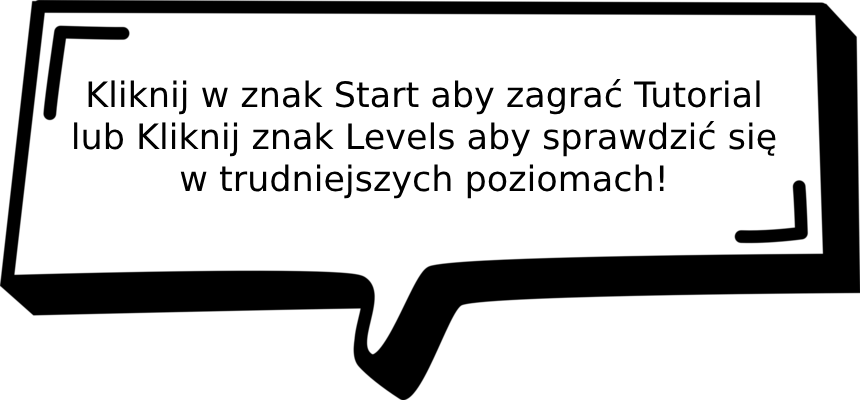 Kliknij w znak Start aby zagrać Tutorial
lub Kliknij znak Levels aby sprawdzić się
w trudniejszych poziomach!